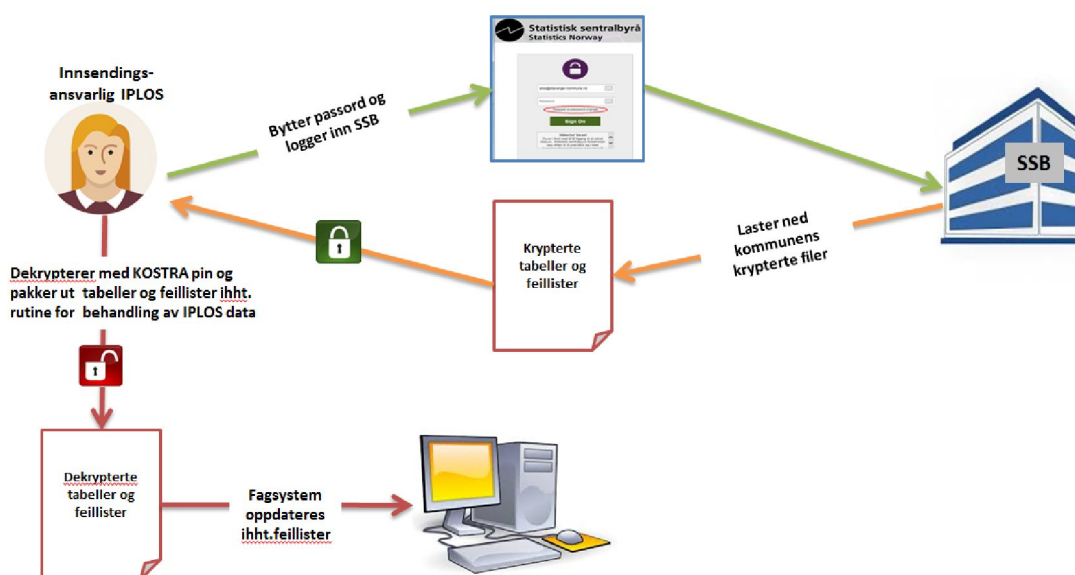 Statistisk sentralbyrå
Statistics Norway
Sign On
Innsendings-
ansvarlig IPLOS
Bytter passord og
logger inn SSB
SSB
Laster ned
kommunens
krypterte filer
Krypterte
tabeller og
feillister
Dekrypterer med KOSTRA pin og
pakker ut tabeller og feillister ihht.
rutine for behandling av IPLOS data
Dekrypterte
tabeller og
feillister
Fagsystem
oppdateres
ihht.feillister